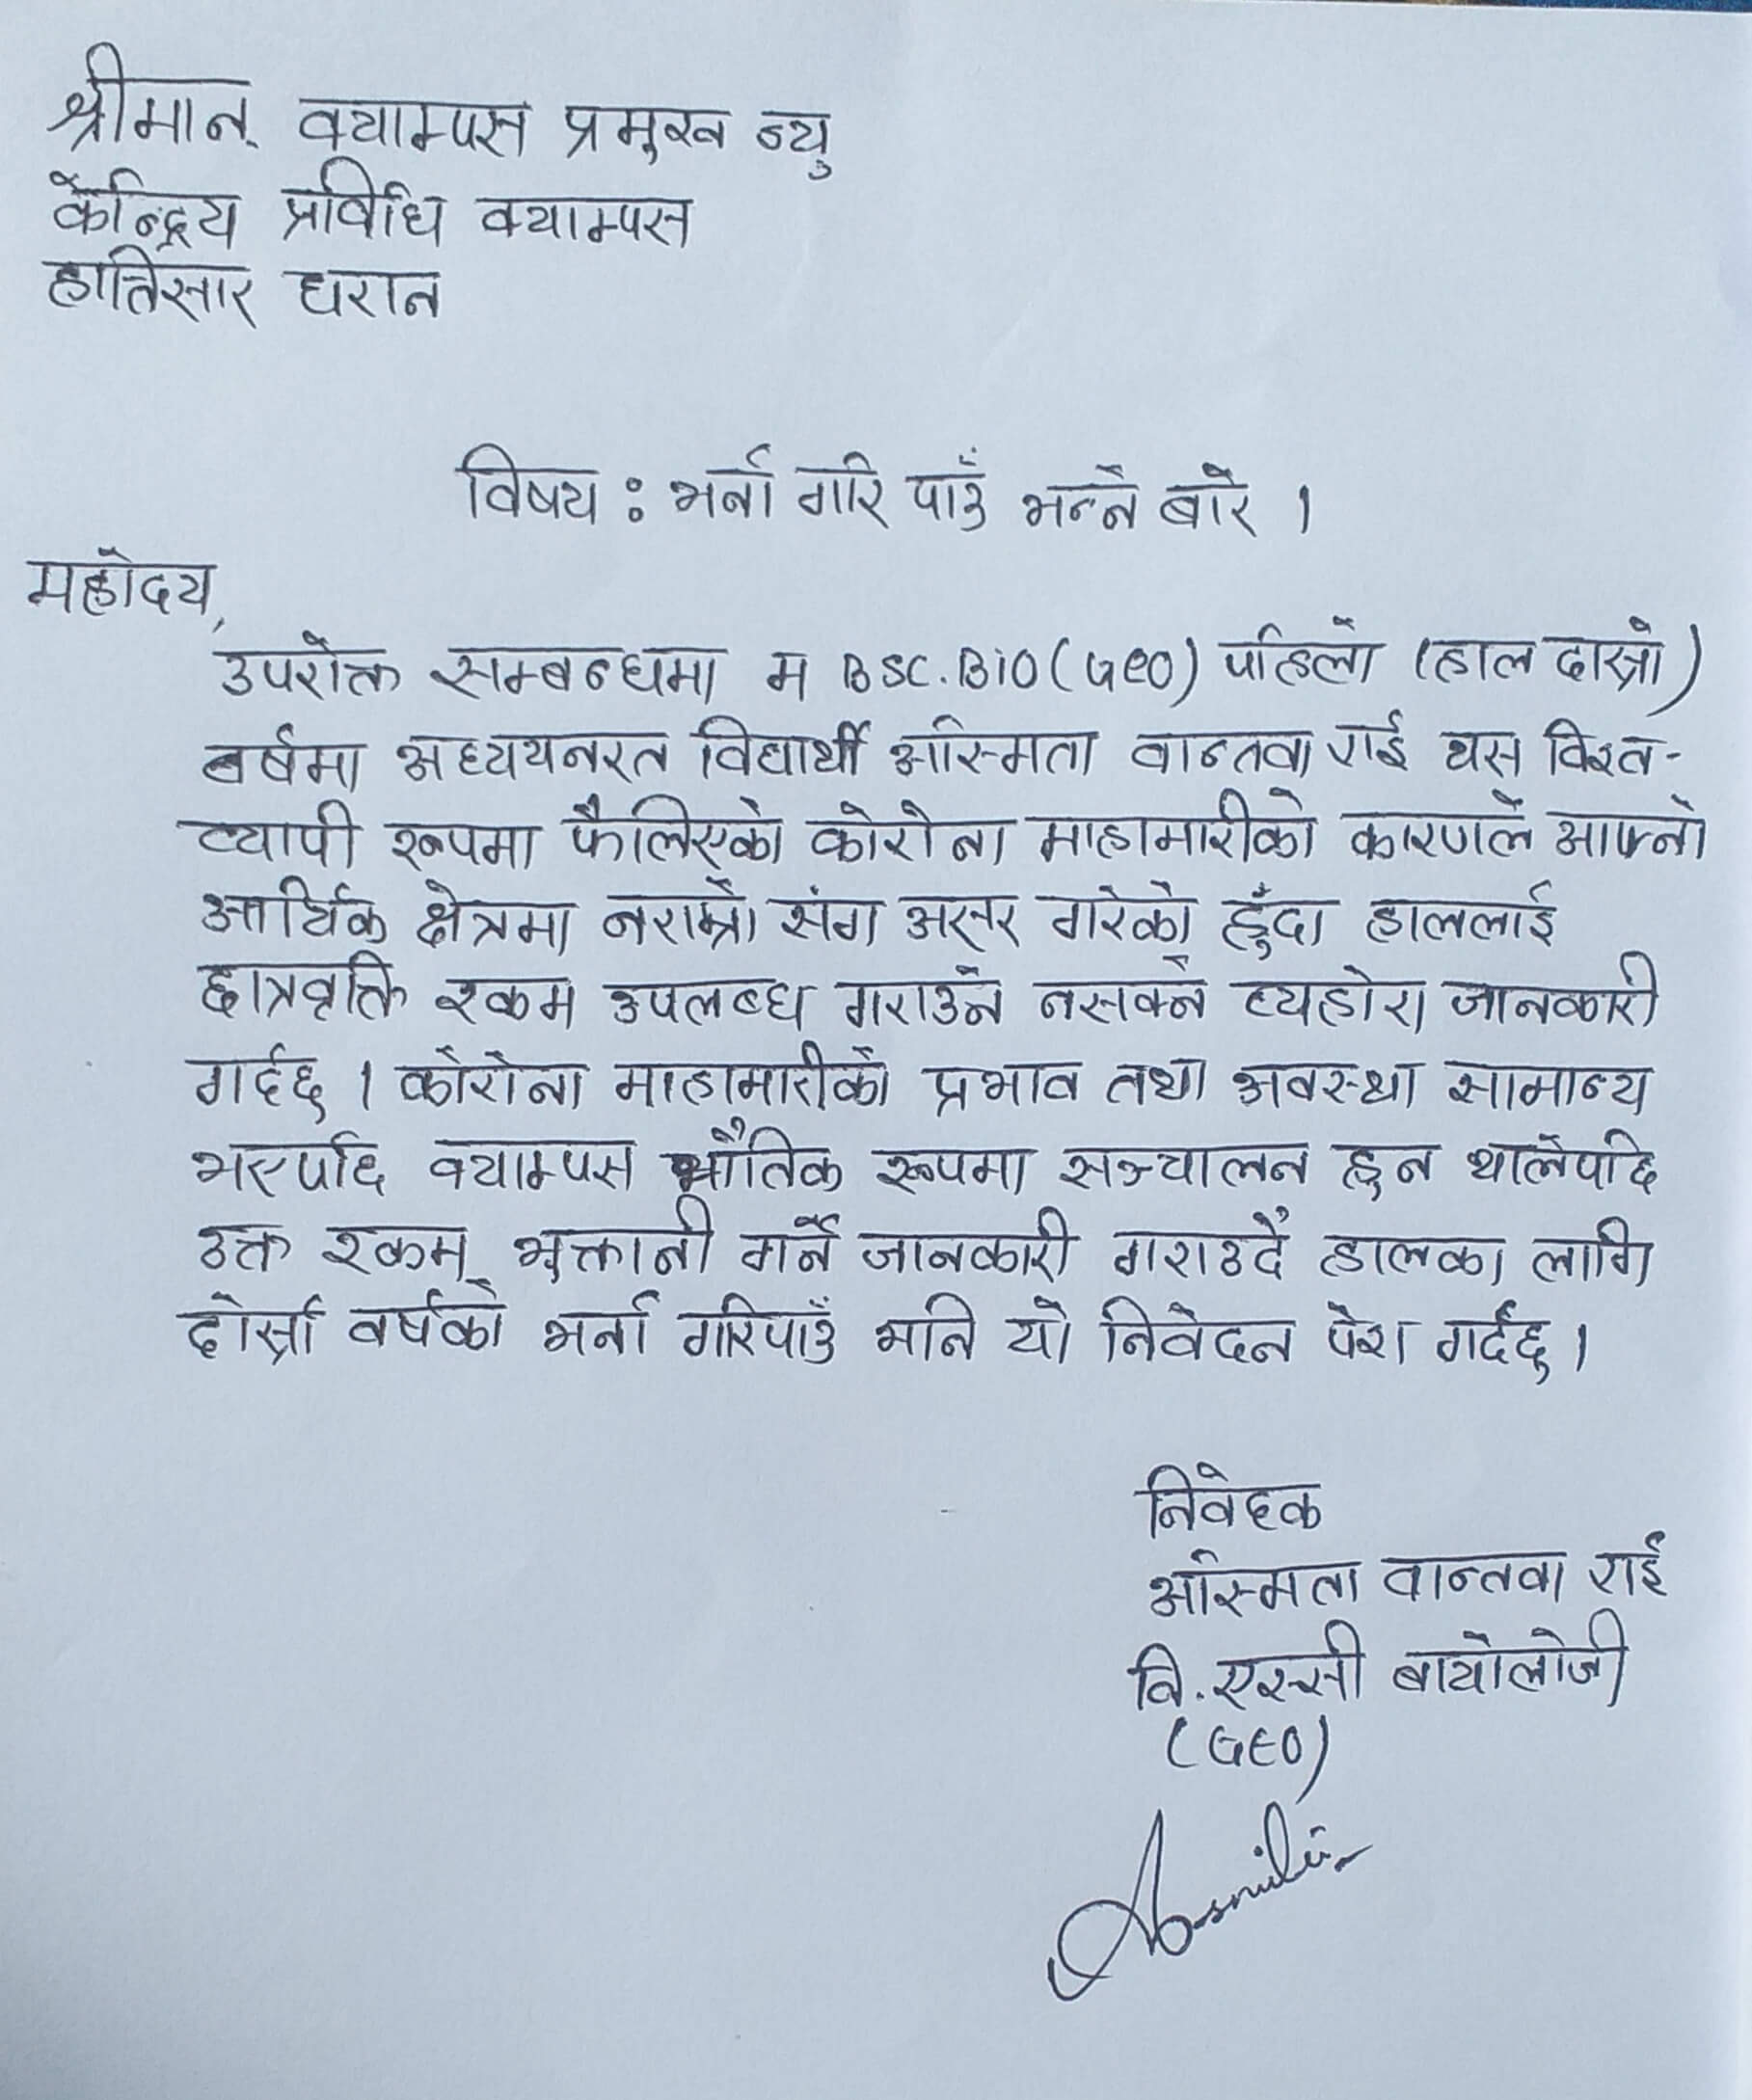 श्रीमान् क्याम्पस प्रमुख ज्यु
केन्द्रिय प्रविधि क्याम्पस
हात्तिसार धरान
विषय : भर्ना गरि पाउँ भन्ने बारे ।
महोदय,
उपरोक्त सम्बन्धमा म BSC.BiO(Geo) पहिलो (हाल दोस्रो)
बर्षमा अध्ययनरत विद्यार्थी अस्मिता वान्तवा राई यस विश्व-
व्यापी रूपमा फैलिएको कोरोना माहामारीको कारणले आफ्नो
आर्थिक क्षेत्रमा नराम्रो संग असर गरेको हुँदा हाललाई
छात्रवृत्ति रकम उपलब्ध गराउन नसक्ने व्यहोरा जानकारी
गर्दछु । कोरोना माहामारीको प्रभाव तथा अवस्था सामान्य
भएपछि क्याम्पस भौतिक रूपमा सञ्चालन हुन थालेपछि
उक्त रकम भुक्तानी गर्ने जानकारी गराउदै हालका लागि
दोस्रो वर्षको भर्ना गरिपाउँ भनि यो निवेदन पेश गर्दछु ।
निवेदक
अस्मिता वान्तवा राई
वि.एस्सी बायोलोजी
(GEO)
Asmita